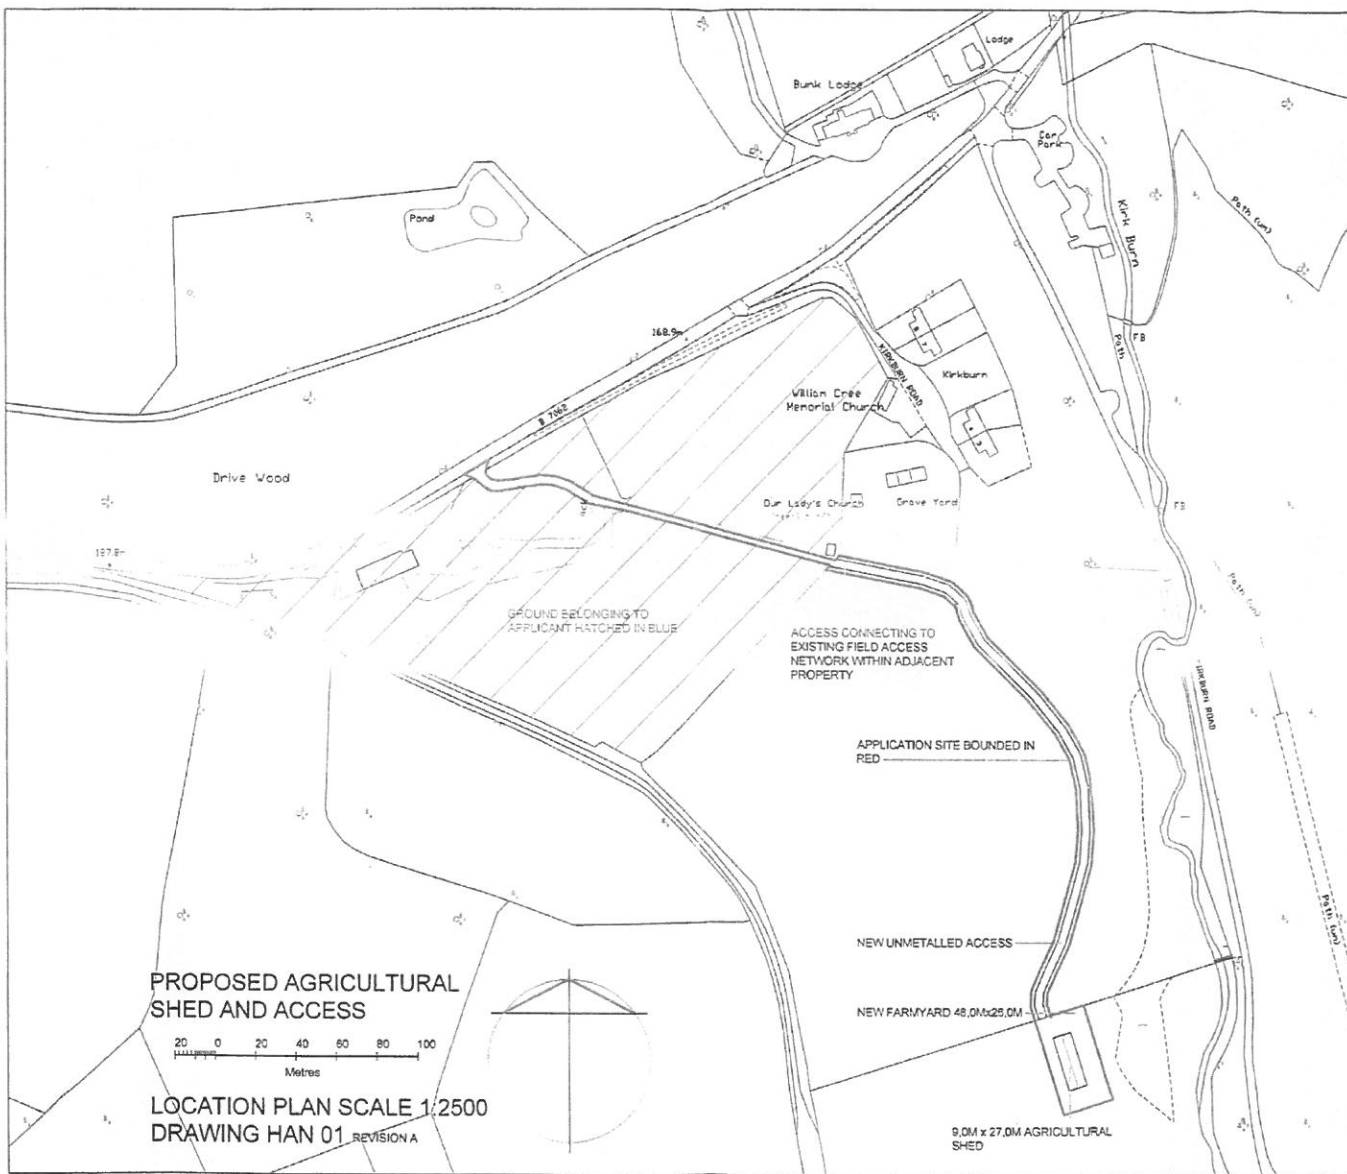 Lodge
Bunk Lodge
Car
Park
Kirk Burn
Path (um)
Pond
FB
Path
168.9m
KIRKBURN ROAD
Kirkburn
8
7
William Cree
Memorial Church
B 7062
Drive Wood
Our Lady's Church
Grave Yard
FB
Path (um)
GROUND BELONGING TO
APPLICANT HATCHED IN BLUE
ACCESS CONNECTING TO
EXISTING FIELD ACCESS
NETWORK WITHIN ADJACENT
PROPERTY
APPLICATION SITE BOUNDED IN
RED
Path (um)
NEW UNMETALLED ACCESS
NEW FARMYARD 48,0Mx25,0M
9,0M x 27,0M AGRICULTURAL
SHED
PROPOSED AGRICULTURAL
SHED AND ACCESS
20 0 20 40 60 80 100
Metres
LOCATION PLAN SCALE 1:2500
DRAWING HAN 01 REVISION A